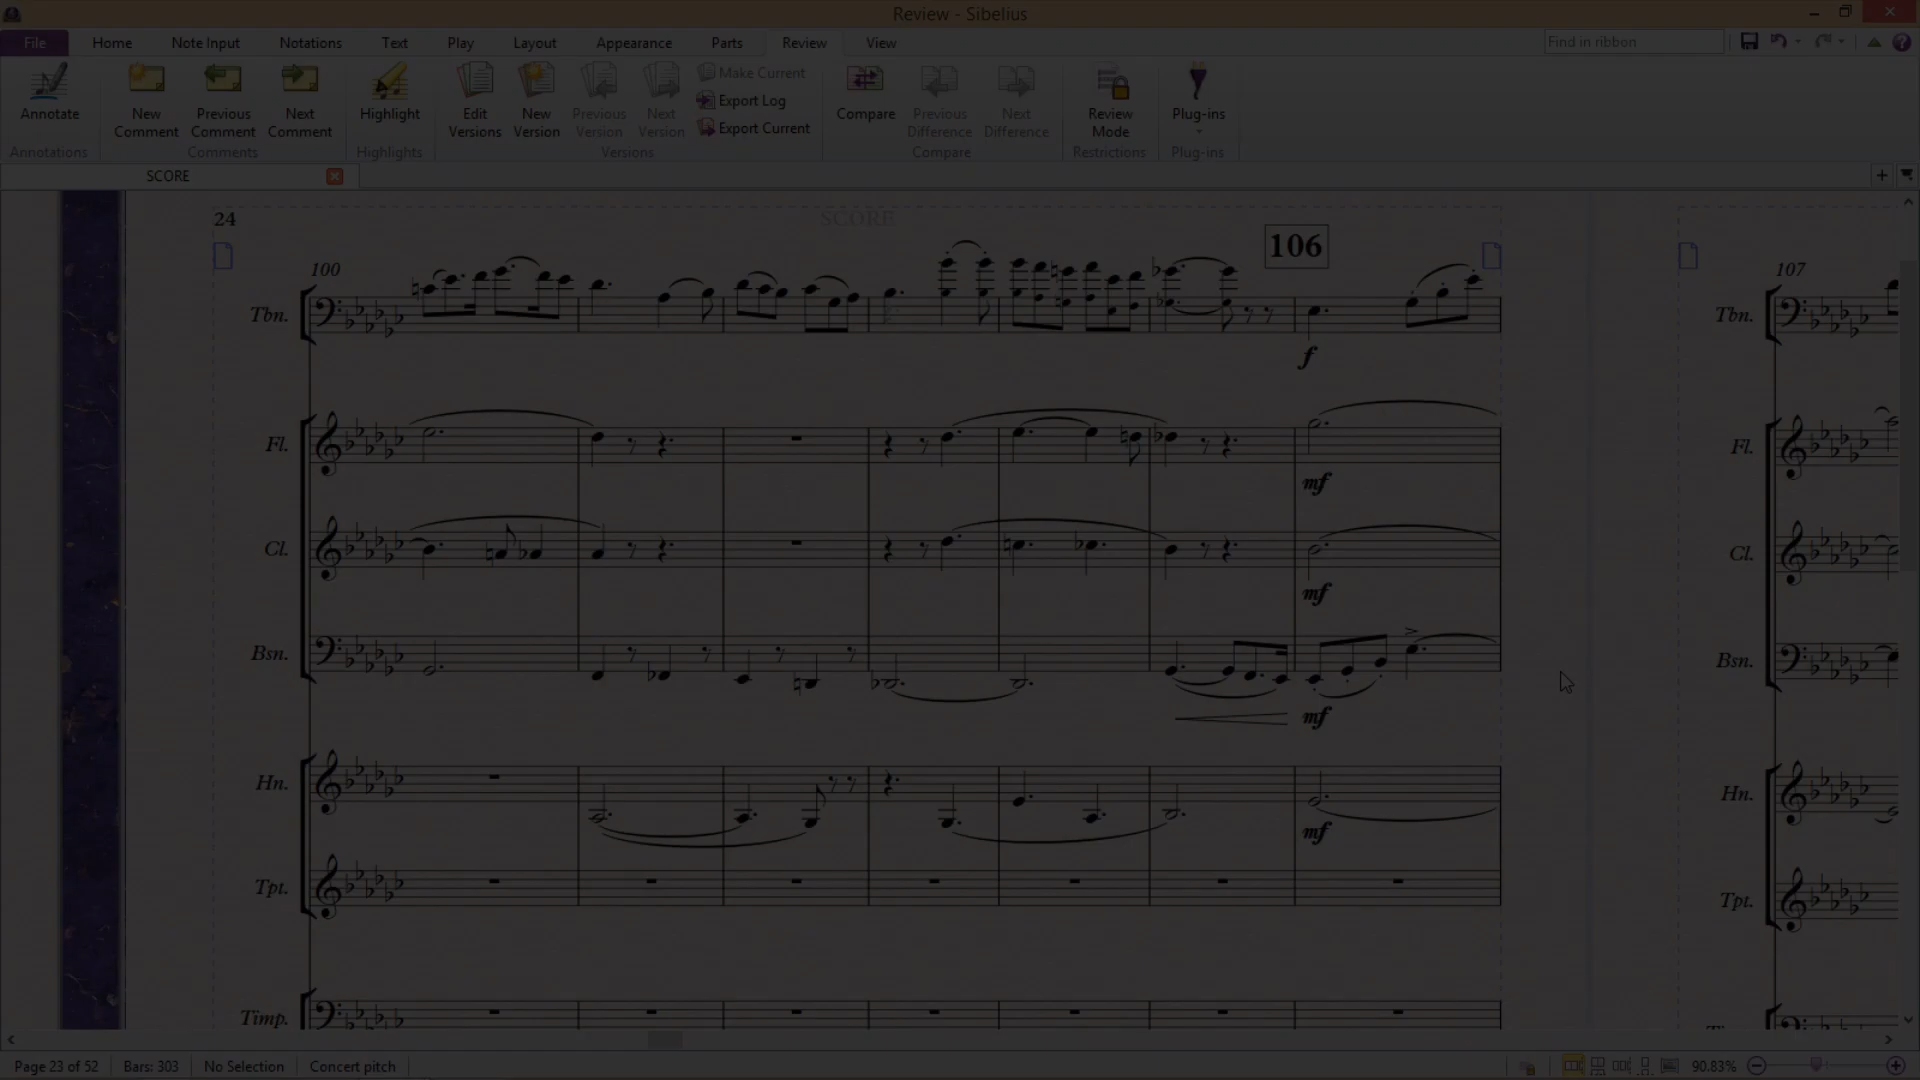 Review - Sibelius
File Home Note Input Notations Text Play Layout Appearance Parts Review View Find in ribbon
Annotate New Comment Previous Comment Next Comment Highlight Edit Versions New Version Previous Version Next Version Make Current Export Log Export Current Compare Previous Difference Next Difference Review Mode Plug-ins
Annotations Comments Highlights Versions Compare Restrictions Plug-ins
SCORE
24 SCORE 106
100 107
Tbn. Tbn.
f
Fl. Fl.
mf
Cl. Cl.
mf
Bsn. Bsn.
mf
Hn. Hn.
mf
Tpt. Tpt.
Timp.
Page 23 of 52 Bars: 303 No Selection Concert pitch 90.83%